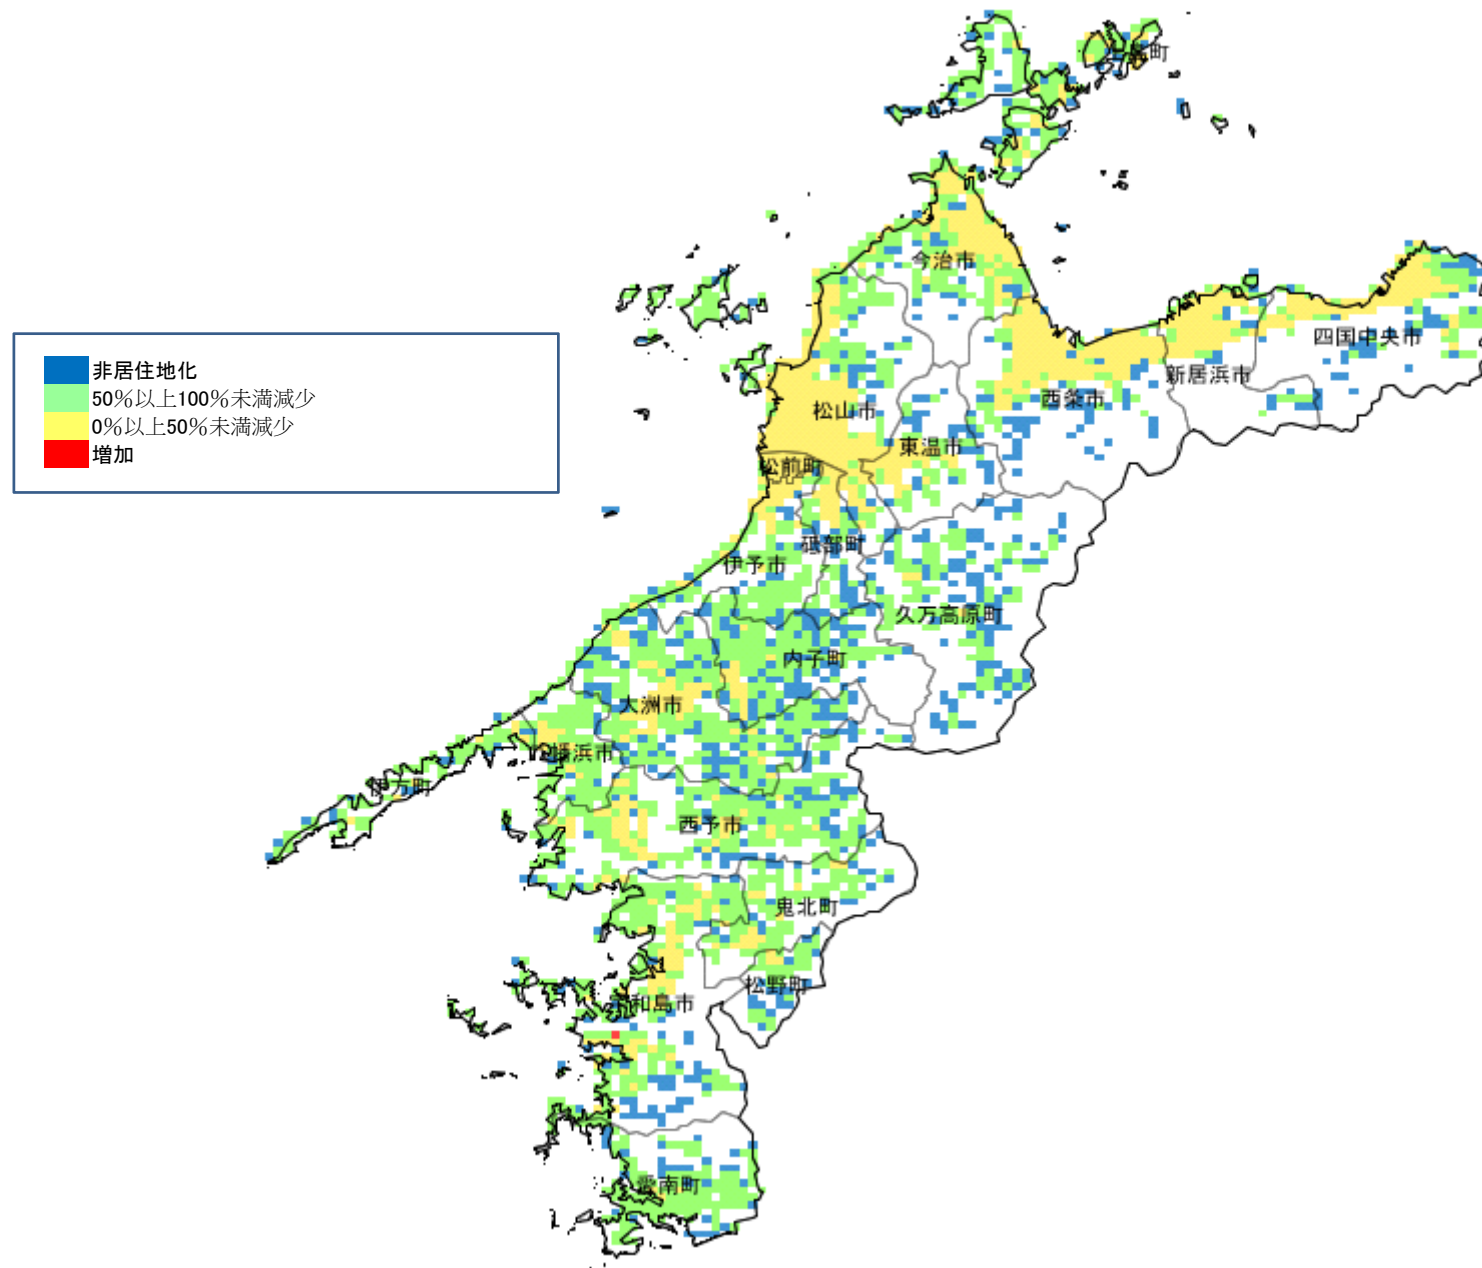 非居住地化
50％以上100％未満減少
0％以上50％未満減少
増加
町
今治市
四国中央市
新居浜市
西条市
松山市
東温市
松前町
砥部町
伊予市
久万高原町
内子町
大洲市
幡浜市
伊方町
西予市
鬼北町
松野町
和島市
愛南町